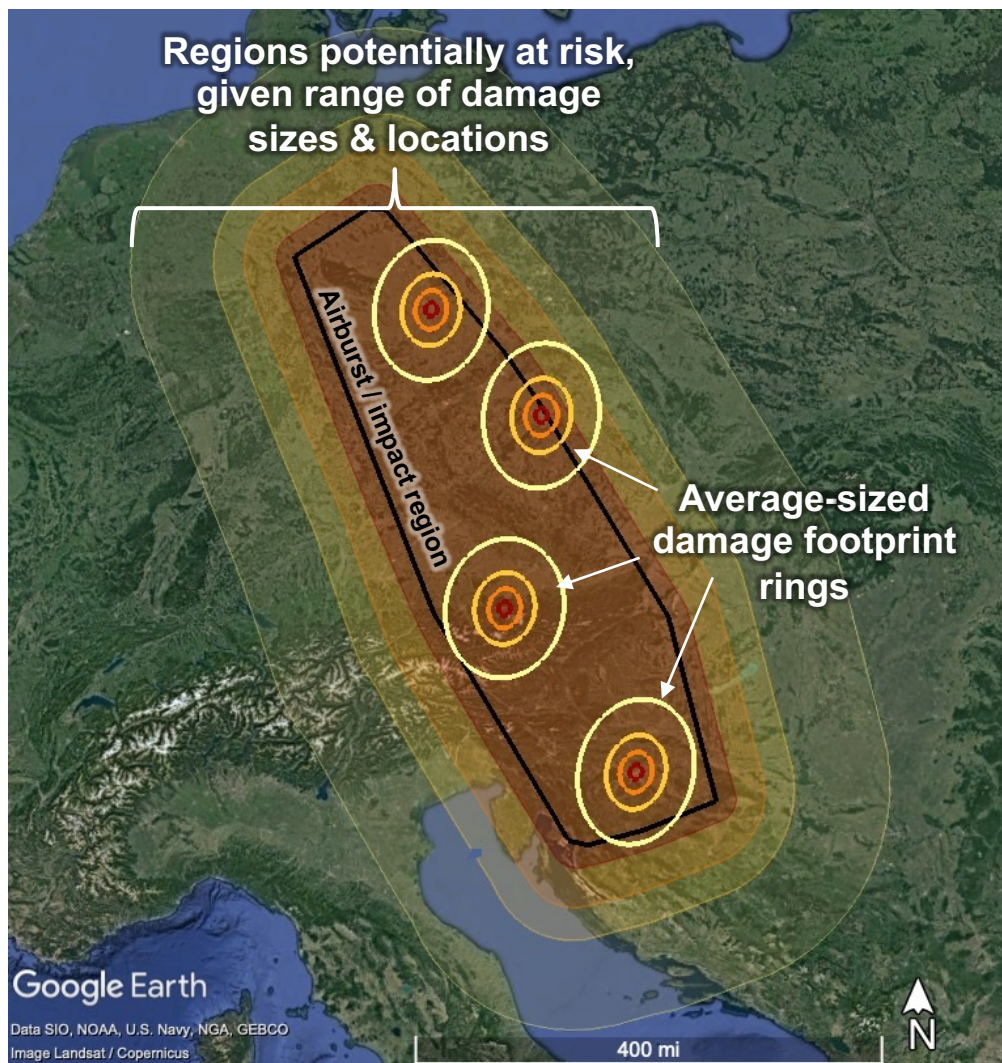 Regions potentially at risk,
given range of damage
sizes & locations
Airburst / impact region
Average-sized
damage footprint
rings
Google Earth
Data SIO, NOAA, U.S. Navy, NGA, GEBCO
Image Landsat / Copernicus
400 mi
N